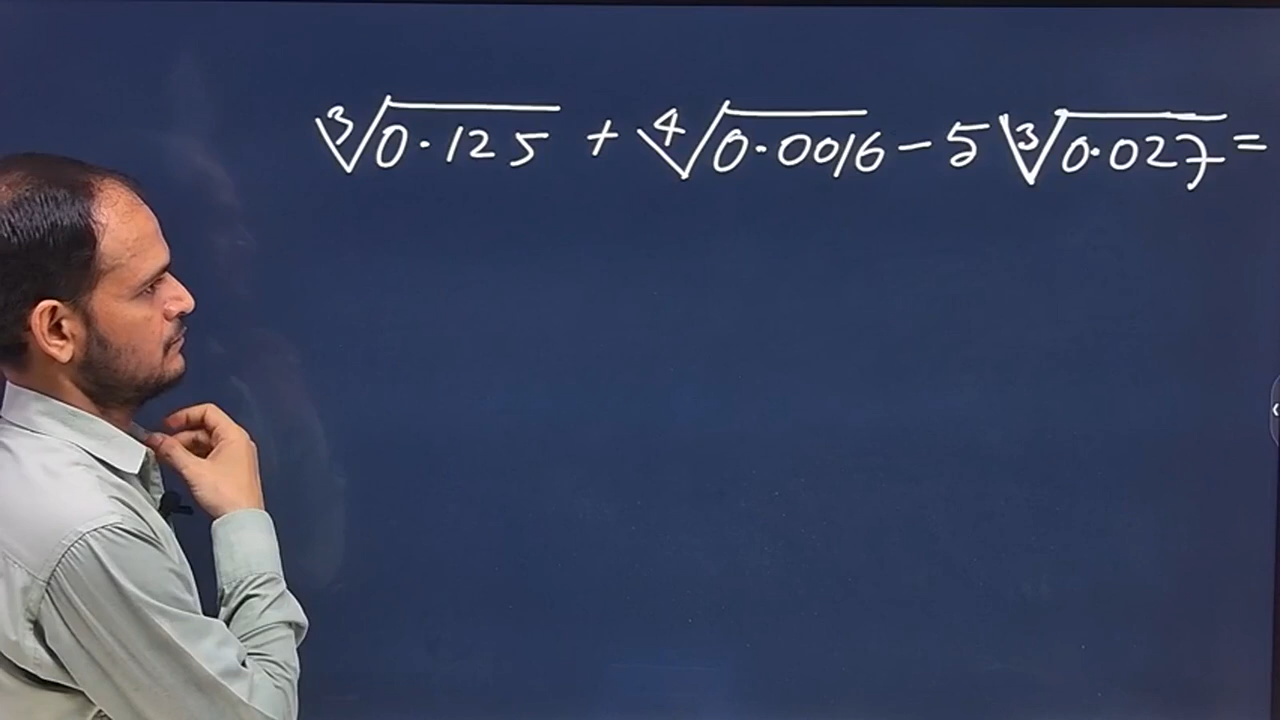 ∛0.125 + ∜0.0016 - 5 ∛0.027 =